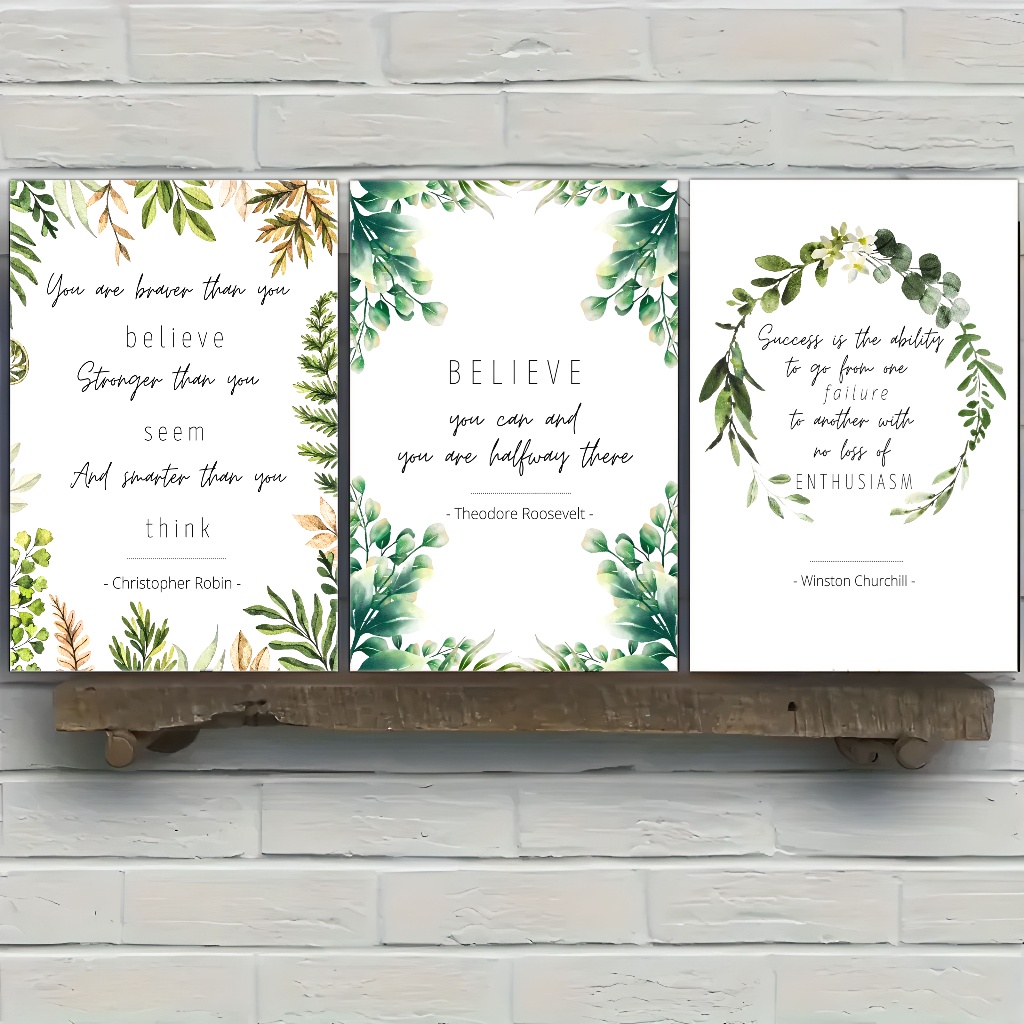 You are braver than you
believe
Stronger than you
seem
And smarter than you
think
- Christopher Robin -
BELIEVE
you can and
you are halfway there
- Theodore Roosevelt -
Success is the ability
to go from one
failure
to another with
no loss of
ENTHUSIASM
- Winston Churchill -